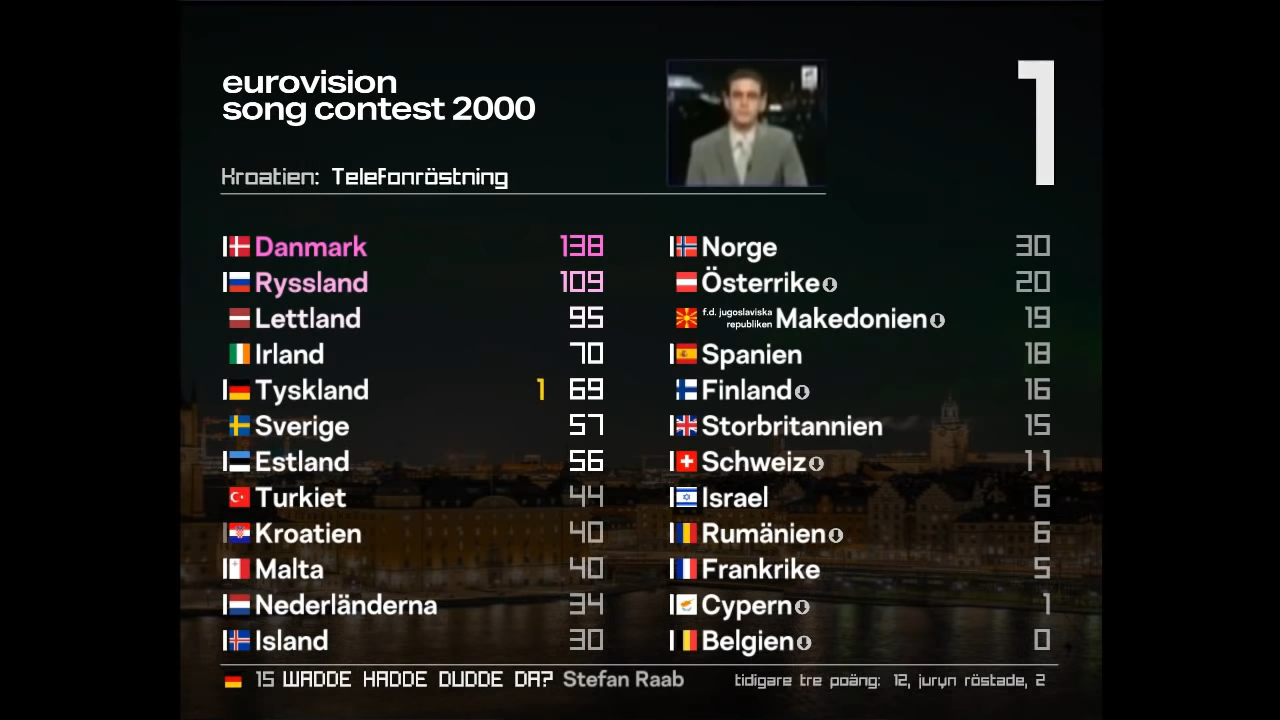 eurovision
song contest 2000
1
Kroatien: Telefonröstning
Danmark 138
Ryssland 109
Lettland 95
Irland 70
Tyskland 1 69
Sverige 57
Estland 56
Turkiet 44
Kroatien 40
Malta 40
Nederländerna 34
Island 30
Norge 30
Österrike 20
f.d. jugoslaviska
republiken Makedonien 19
Spanien 18
Finland 16
Storbritannien 15
Schweiz 11
Israel 6
Rumänien 6
Frankrike 5
Cypern 1
Belgien 0
15 WADDE HADDE DUDDE DA? Stefan Raab
tidigare tre poäng: 12, juryn röstade, 2